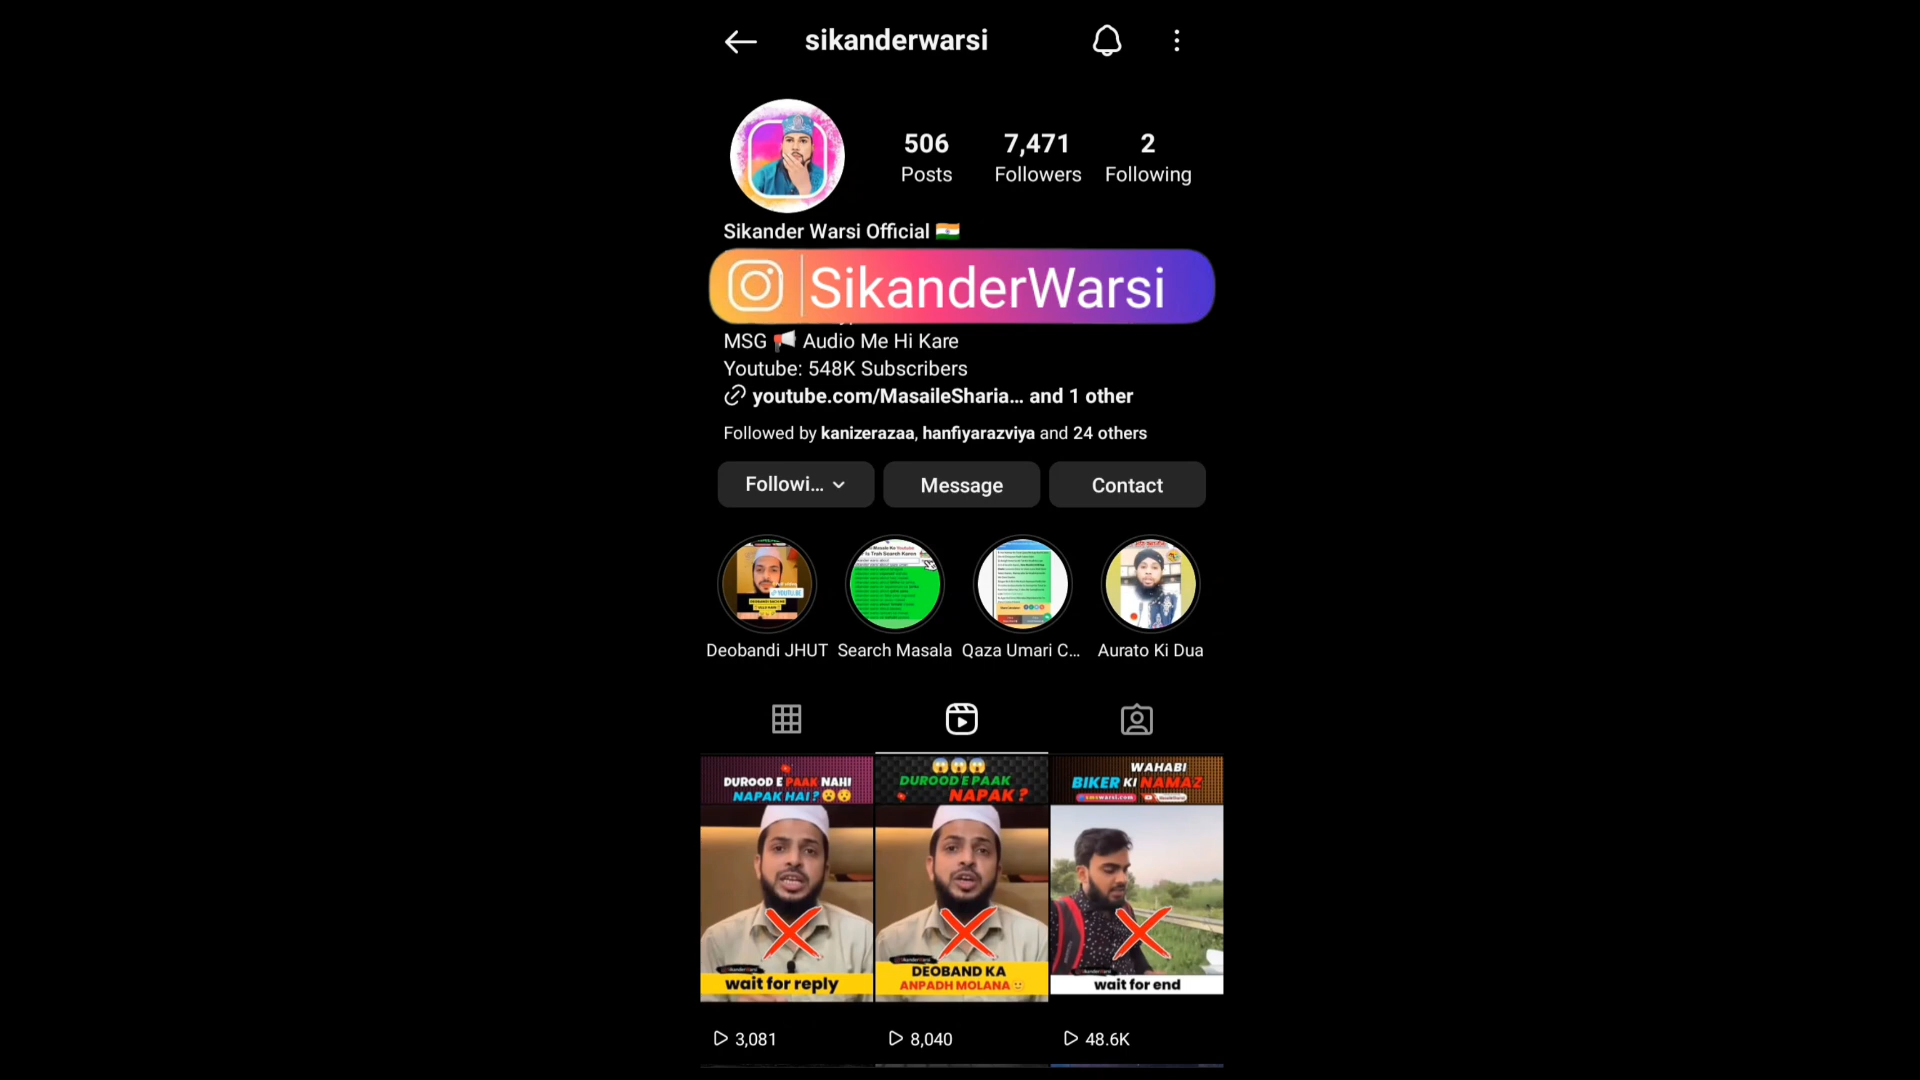 sikanderwarsi
506
7,471
2
Posts
Followers
Following
Sikander Warsi Official 🇮🇳
SikanderWarsi
MSG 📢 Audio Me Hi Kare
Youtube: 548K Subscribers
youtube.com/MasaileSharia... and 1 other
Followed by kanizerazaa, hanfiyarazviya and 24 others
Followi...
Message
Contact
Deobandi JHUT
Search Masala
Qaza Umari C...
Aurato Ki Dua
DUROOD E PAAK NAHI
NAPAK HAI? 😮😮
wait for reply
3,081
😱😱😱
DUROOD E PAAK
NAPAK ?
DEOBAND KA
ANPADH MOLANA
8,040
WAHABI
BIKER KI NAMAZ
wait for end
48.6K